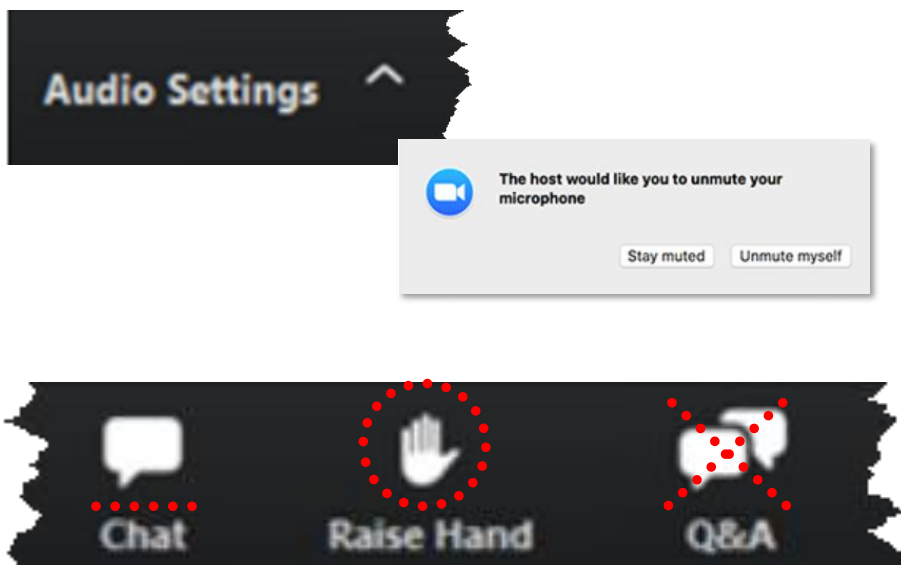 Audio Settings
The host would like you to unmute your
microphone
Stay muted Unmute myself
Chat Raise Hand Q&A